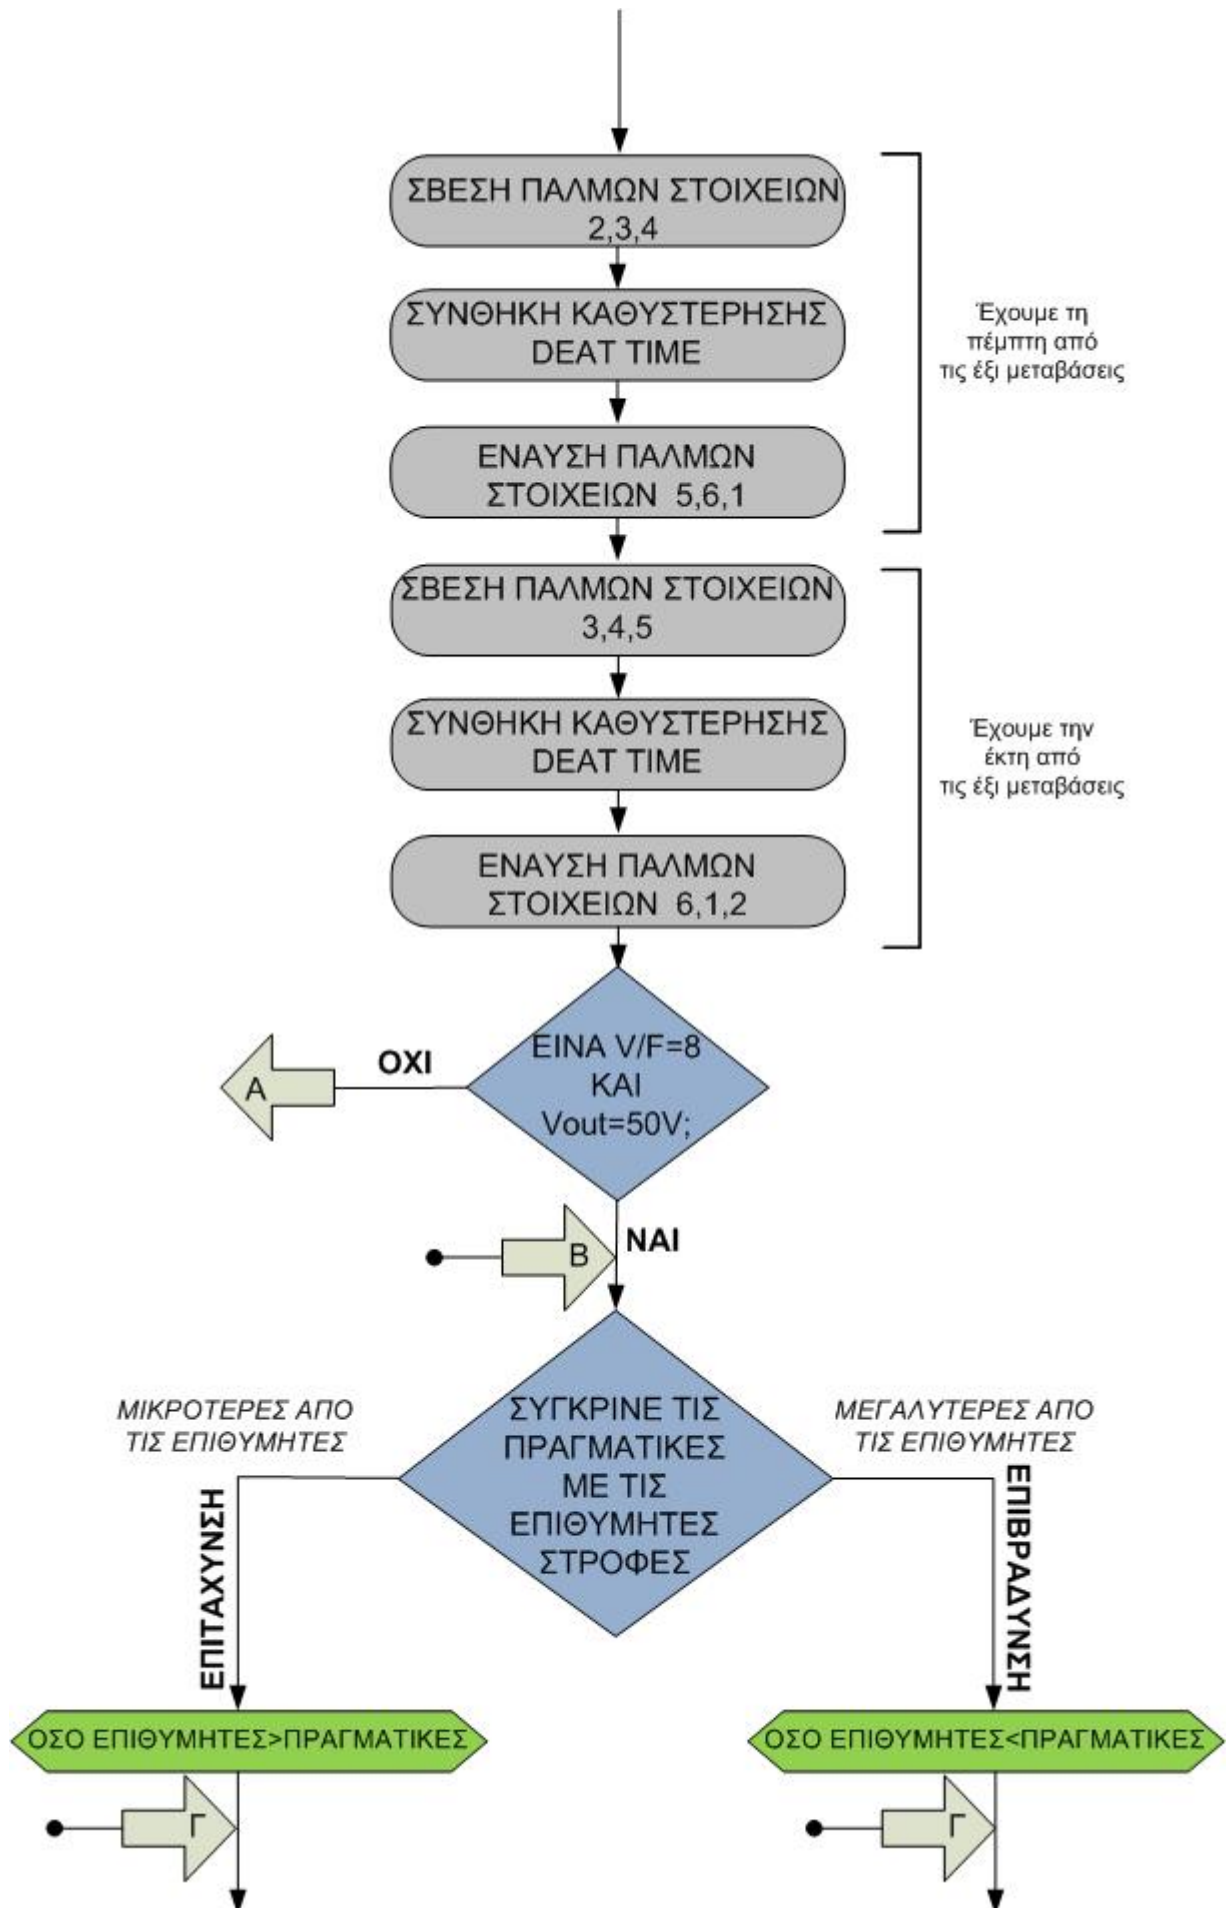 ΣΒΕΣΗ ΠΑΛΜΩΝ ΣΤΟΙΧΕΙΩΝ
2,3,4
ΣΥΝΘΗΚΗ ΚΑΘΥΣΤΕΡΗΣΗΣ
DEAT TIME
Έχουμε τη
πέμπτη από
τις έξι μεταβάσεις
ΕΝΑΥΣΗ ΠΑΛΜΩΝ
ΣΤΟΙΧΕΙΩΝ 5,6,1
ΣΒΕΣΗ ΠΑΛΜΩΝ ΣΤΟΙΧΕΙΩΝ
3,4,5
ΣΥΝΘΗΚΗ ΚΑΘΥΣΤΕΡΗΣΗΣ
DEAT TIME
Έχουμε την
έκτη από
τις έξι μεταβάσεις
ΕΝΑΥΣΗ ΠΑΛΜΩΝ
ΣΤΟΙΧΕΙΩΝ 6,1,2
ΕΙΝΑ V/F=8
ΚΑΙ
Vout=50V;
ΟΧΙ
Α
ΝΑΙ
Β
ΣΥΓΚΡΙΝΕ ΤΙΣ
ΠΡΑΓΜΑΤΙΚΕΣ
ΜΕ ΤΙΣ
ΕΠΙΘΥΜΗΤΕΣ
ΣΤΡΟΦΕΣ
ΜΙΚΡΟΤΕΡΕΣ ΑΠΟ
ΤΙΣ ΕΠΙΘΥΜΗΤΕΣ
ΜΕΓΑΛΥΤΕΡΕΣ ΑΠΟ
ΤΙΣ ΕΠΙΘΥΜΗΤΕΣ
ΕΠΙΤΑΧΥΝΣΗ
ΕΠΙΒΡΑΔΥΝΣΗ
ΟΣΟ ΕΠΙΘΥΜΗΤΕΣ>ΠΡΑΓΜΑΤΙΚΕΣ
ΟΣΟ ΕΠΙΘΥΜΗΤΕΣ<ΠΡΑΓΜΑΤΙΚΕΣ
Γ
Γ